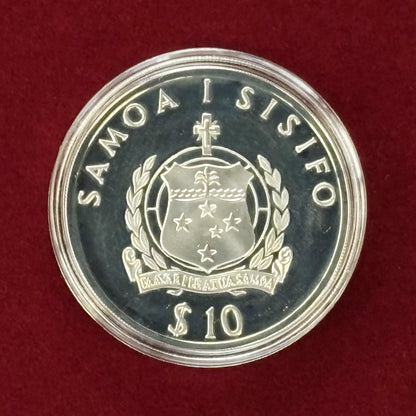 SAMOA I SISIFO
FAAVAE I LE ATUA SAMOA
$10